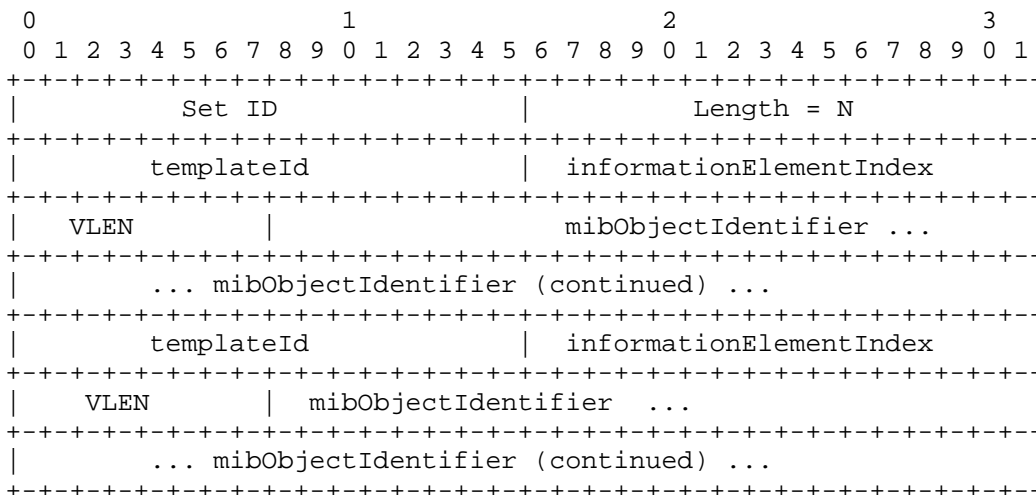 0                   1                   2                   3
 0 1 2 3 4 5 6 7 8 9 0 1 2 3 4 5 6 7 8 9 0 1 2 3 4 5 6 7 8 9 0 1
+-+-+-+-+-+-+-+-+-+-+-+-+-+-+-+-+-+-+-+-+-+-+-+-+-+-+-+-+-+-+-+--
|          Set ID               |          Length = N
+-+-+-+-+-+-+-+-+-+-+-+-+-+-+-+-+-+-+-+-+-+-+-+-+-+-+-+-+-+-+-+--
|        templateId             |  informationElementIndex
+-+-+-+-+-+-+-+-+-+-+-+-+-+-+-+-+-+-+-+-+-+-+-+-+-+-+-+-+-+-+-+--
|   VLEN        |                  mibObjectIdentifier ...
+-+-+-+-+-+-+-+-+-+-+-+-+-+-+-+-+-+-+-+-+-+-+-+-+-+-+-+-+-+-+-+--
|        ... mibObjectIdentifier (continued) ...
+-+-+-+-+-+-+-+-+-+-+-+-+-+-+-+-+-+-+-+-+-+-+-+-+-+-+-+-+-+-+-+--
|        templateId             |  informationElementIndex
+-+-+-+-+-+-+-+-+-+-+-+-+-+-+-+-+-+-+-+-+-+-+-+-+-+-+-+-+-+-+-+--
|    VLEN       |  mibObjectIdentifier  ...
+-+-+-+-+-+-+-+-+-+-+-+-+-+-+-+-+-+-+-+-+-+-+-+-+-+-+-+-+-+-+-+--
|        ... mibObjectIdentifier (continued) ...
+-+-+-+-+-+-+-+-+-+-+-+-+-+-+-+-+-+-+-+-+-+-+-+-+-+-+-+-+-+-+-+--